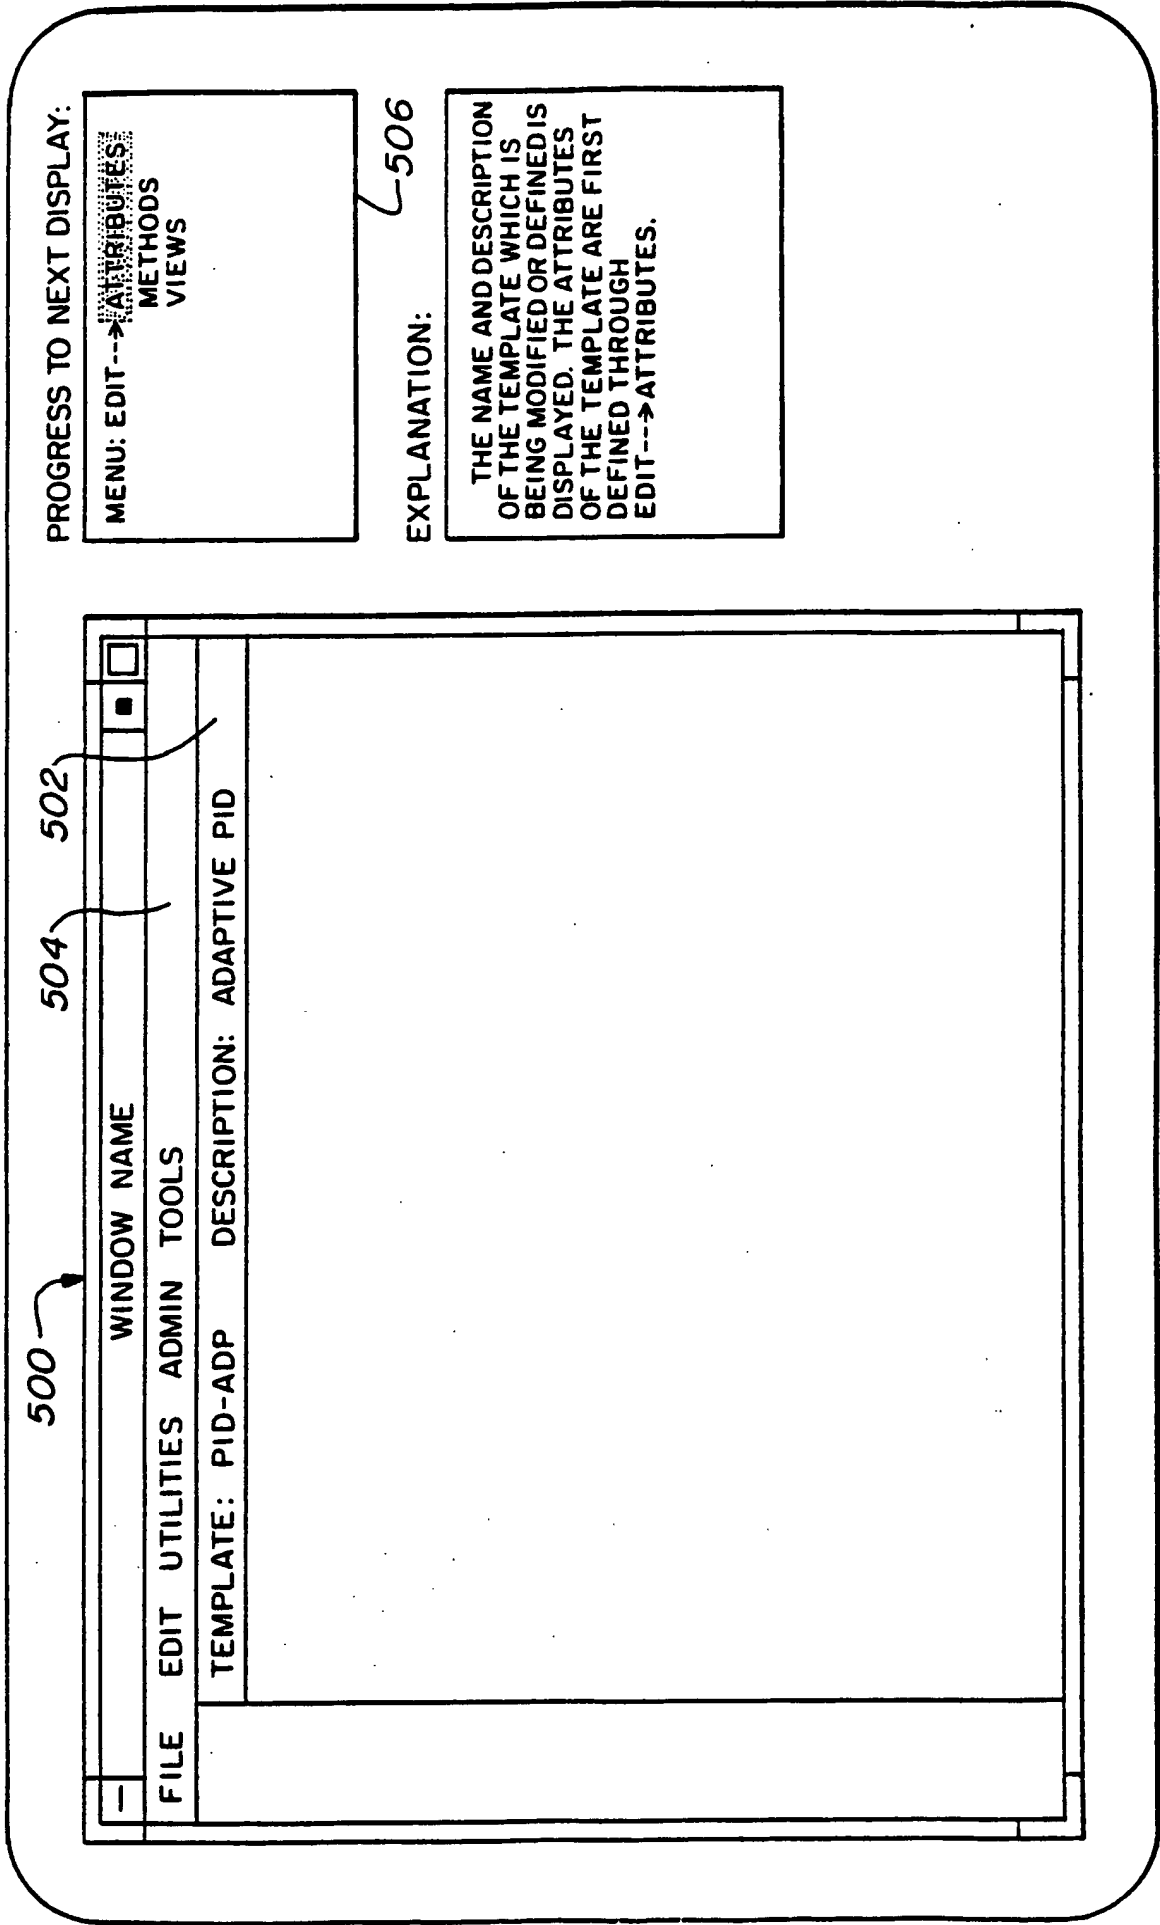 500
504
502
WINDOW NAME
FILE EDIT UTILITIES ADMIN TOOLS
TEMPLATE: PID-ADP DESCRIPTION: ADAPTIVE PID
PROGRESS TO NEXT DISPLAY:
MENU: EDIT--->ATTRIBUTES
METHODS
VIEWS
506
EXPLANATION:
THE NAME AND DESCRIPTION
OF THE TEMPLATE WHICH IS
BEING MODIFIED OR DEFINED IS
DISPLAYED. THE ATTRIBUTES
OF THE TEMPLATE ARE FIRST
DEFINED THROUGH
EDIT--->ATTRIBUTES.